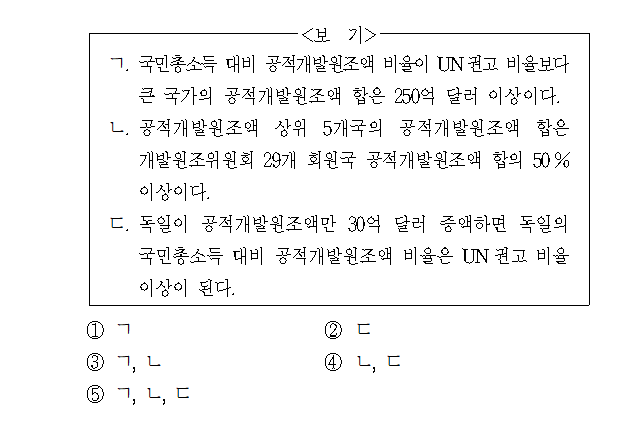 <보 기>
ㄱ. 국민총소득 대비 공적개발원조액 비율이 UN 권고 비율보다
큰 국가의 공적개발원조액 합은 250억 달러 이상이다.
ㄴ. 공적개발원조액 상위 5개국의 공적개발원조액 합은
개발원조위원회 29개 회원국 공적개발원조액 합의 50 %
이상이다.
ㄷ. 독일이 공적개발원조액만 30억 달러 증액하면 독일의
국민총소득 대비 공적개발원조액 비율은 UN 권고 비율
이상이 된다.
① ㄱ ② ㄷ
③ ㄱ, ㄴ ④ ㄴ, ㄷ
⑤ ㄱ, ㄴ, ㄷ